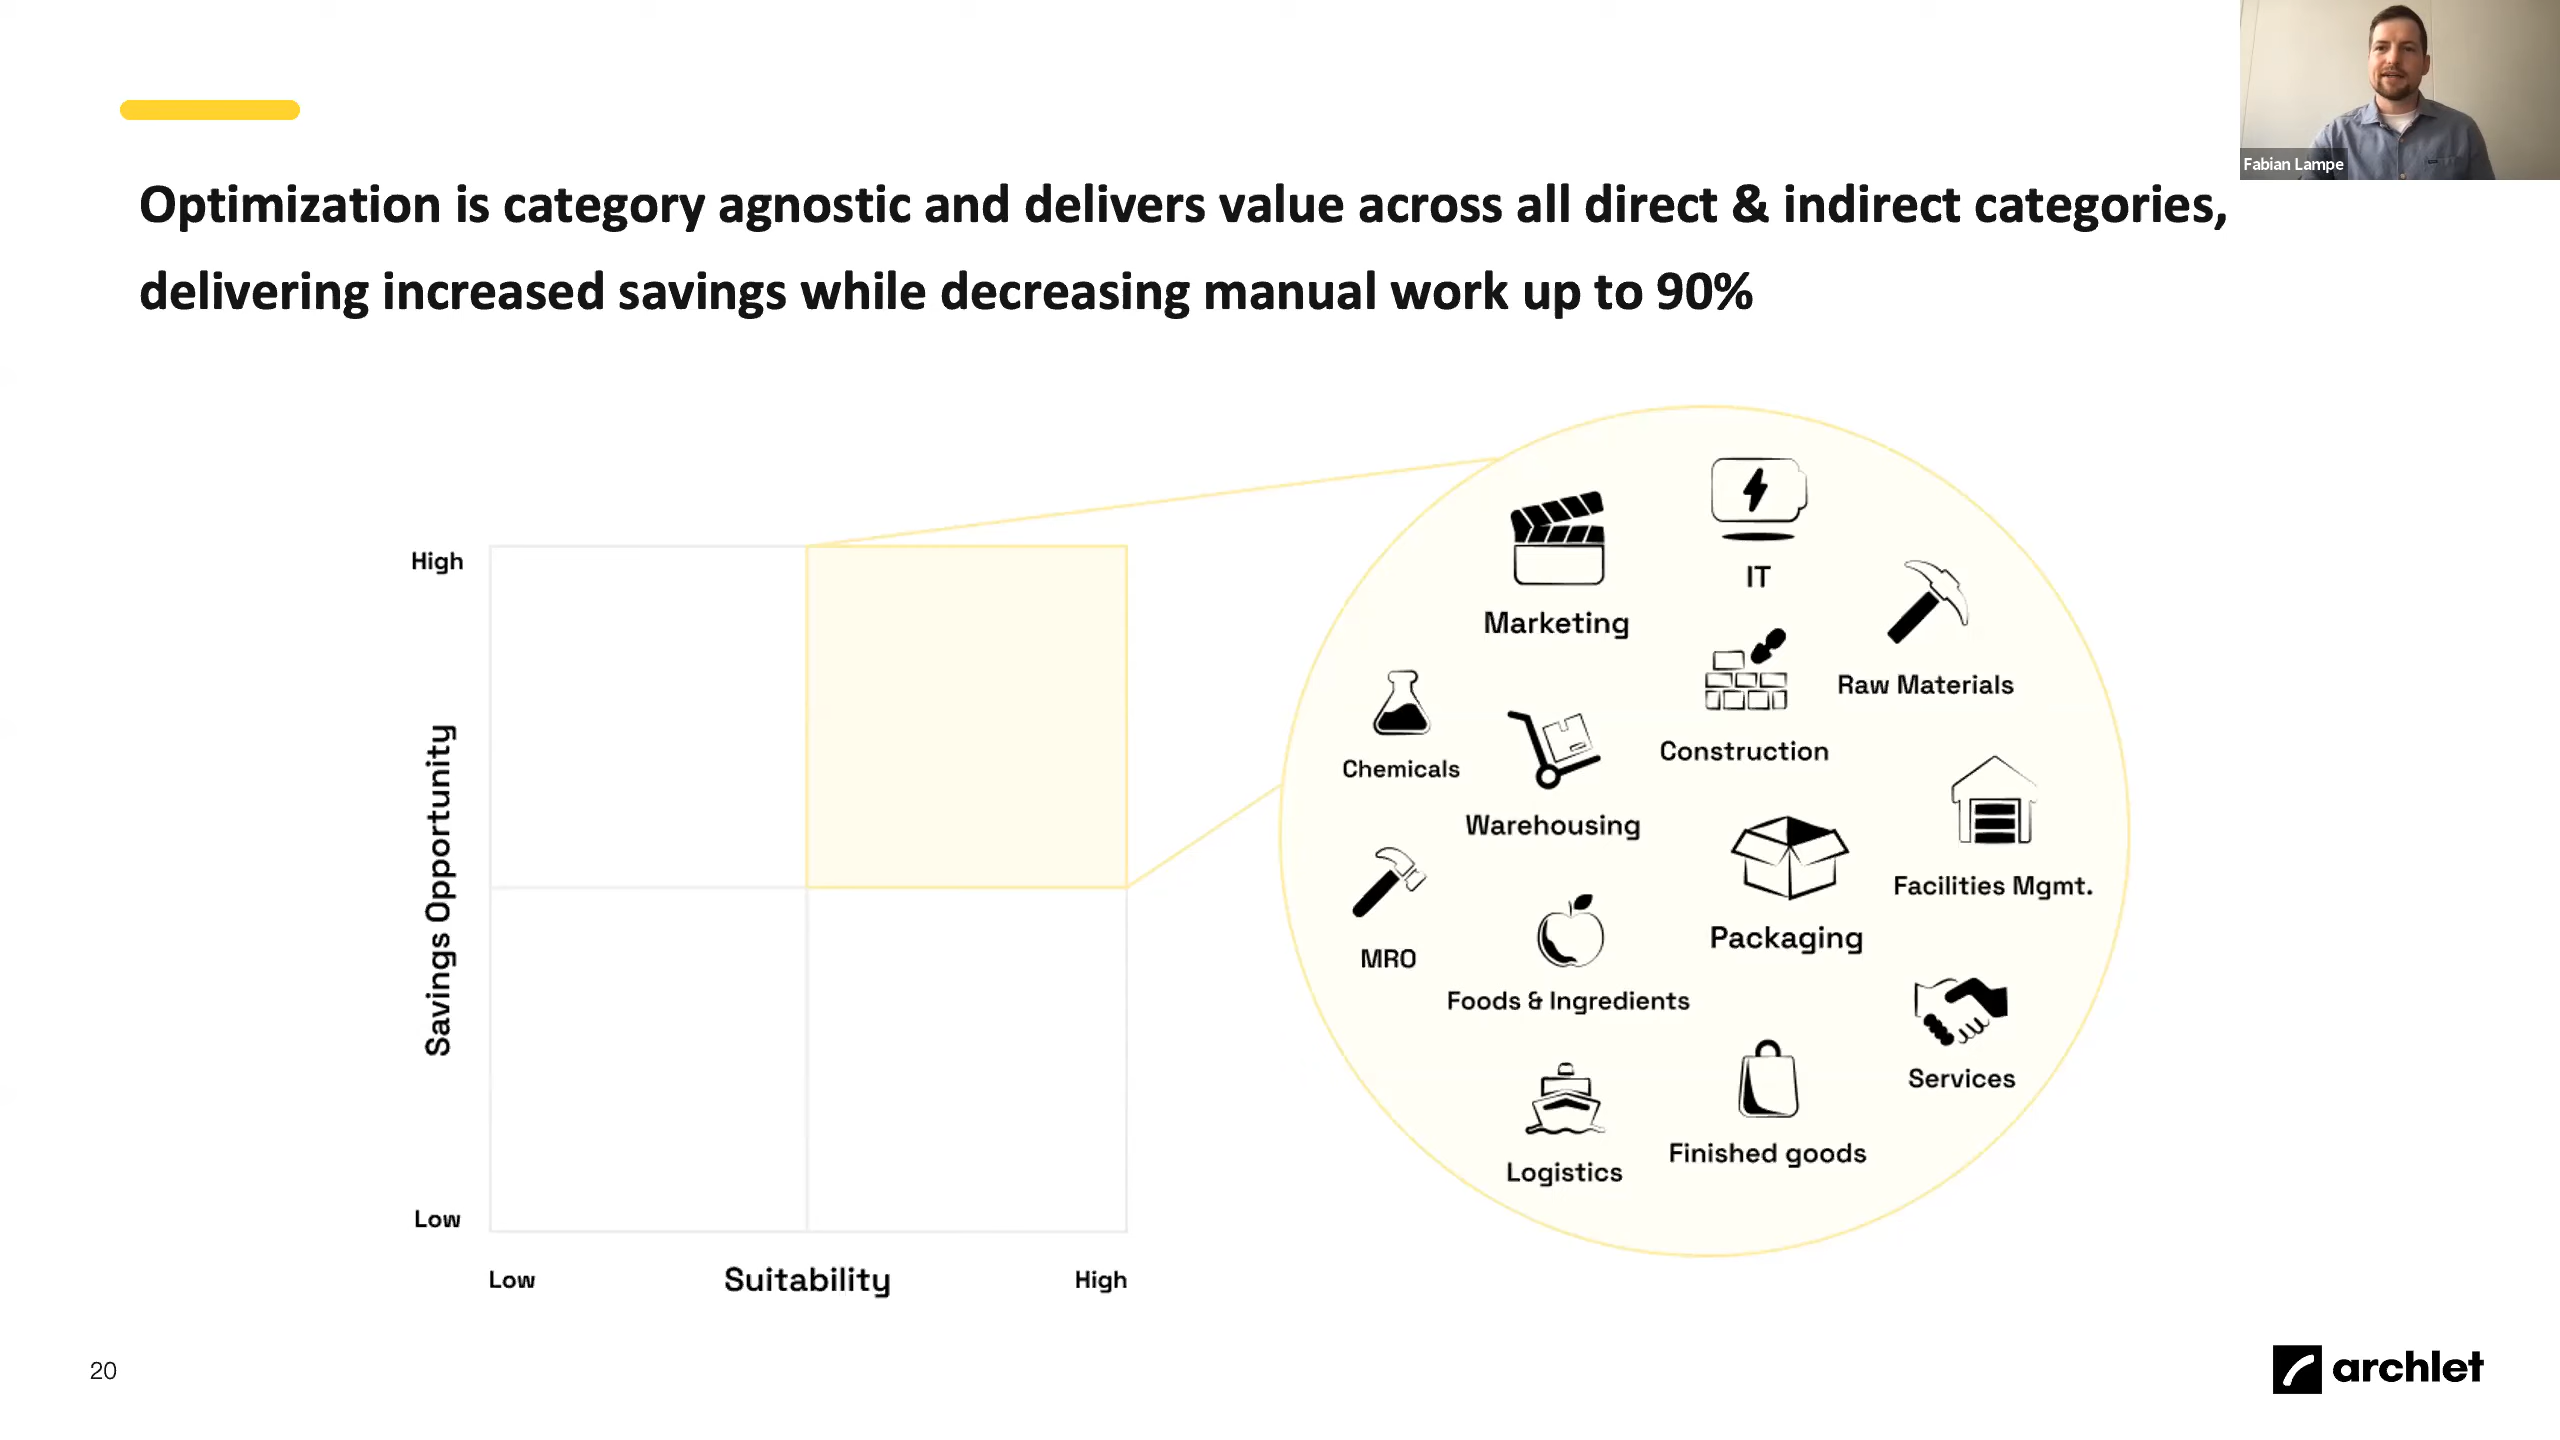 Fabian Lampe
Optimization is category agnostic and delivers value across all direct & indirect categories,
delivering increased savings while decreasing manual work up to 90%
High
Savings Opportunity
Low
Low
Suitability
High
Marketing
IT
Raw Materials
Chemicals
Construction
Warehousing
Facilities Mgmt.
MRO
Packaging
Foods & Ingredients
Services
Logistics
Finished goods
20
archlet